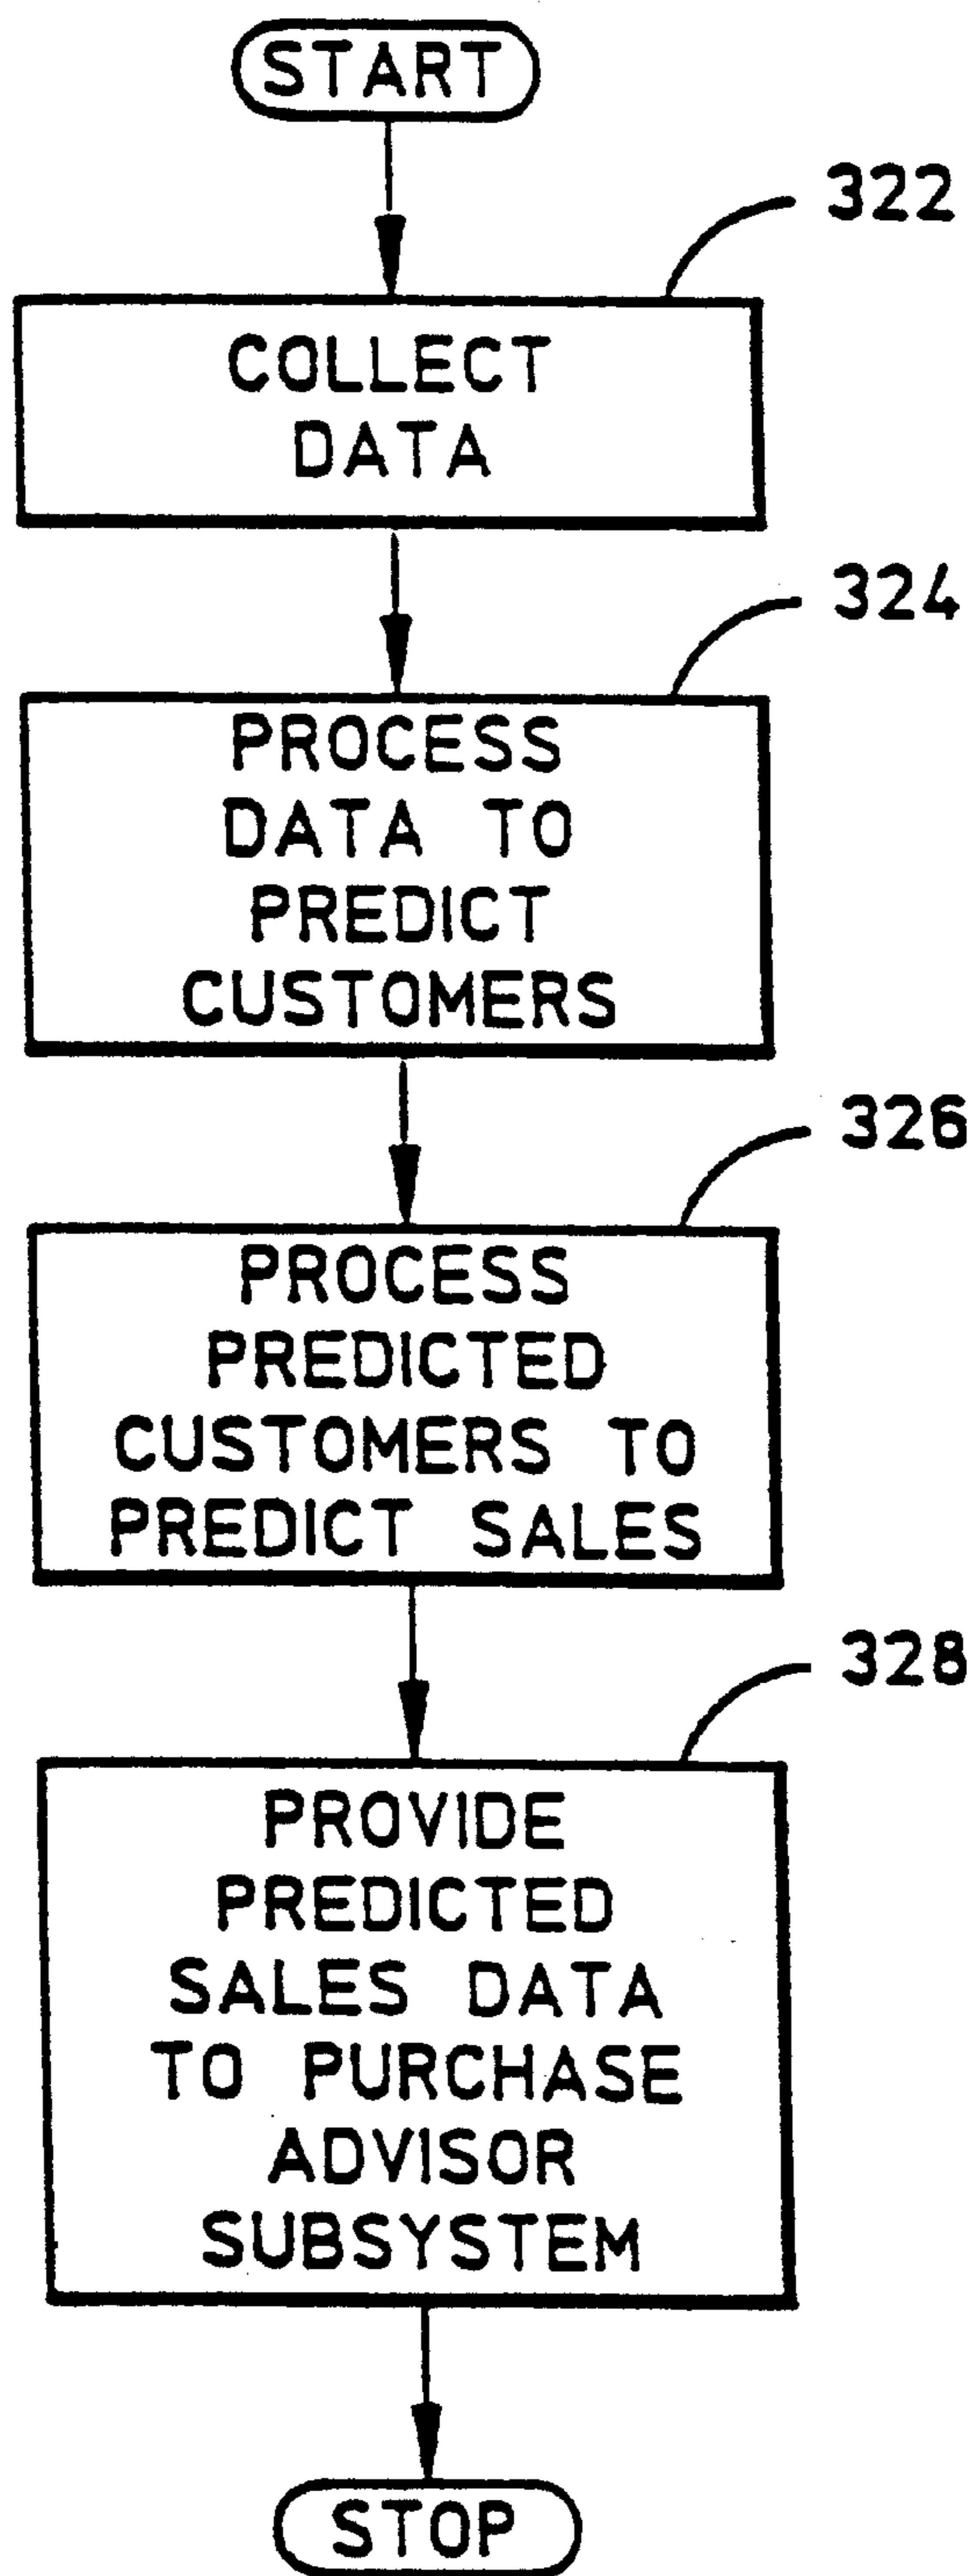 START
322
COLLECT
DATA
324
PROCESS
DATA TO
PREDICT
CUSTOMERS
326
PROCESS
PREDICTED
CUSTOMERS TO
PREDICT SALES
328
PROVIDE
PREDICTED
SALES DATA
TO PURCHASE
ADVISOR
SUBSYSTEM
STOP